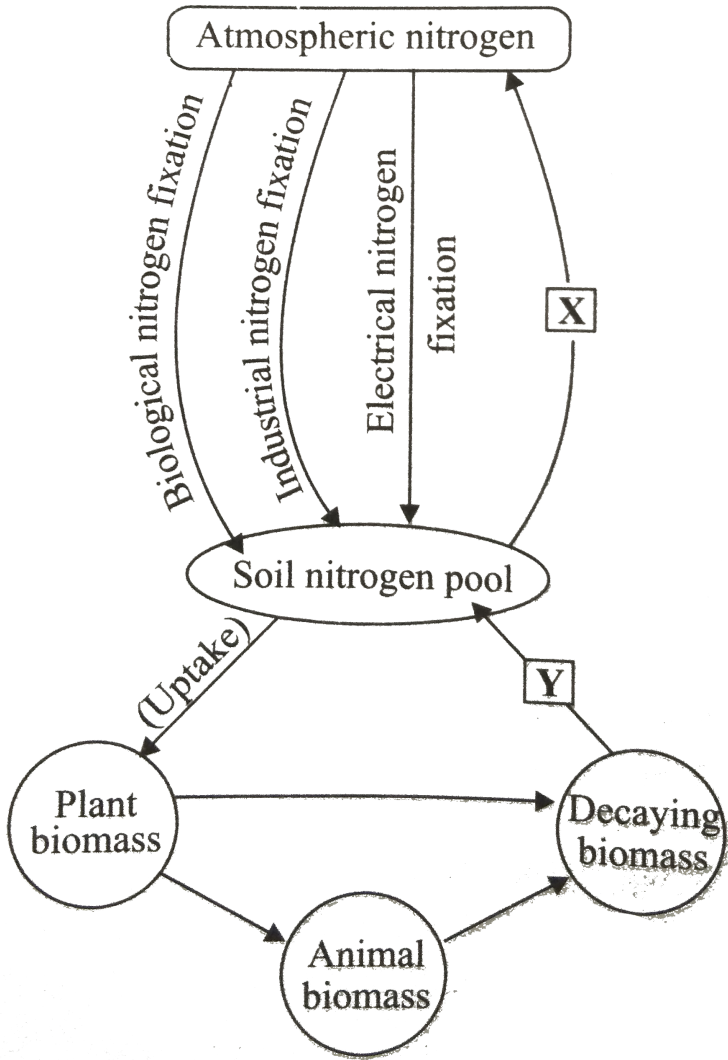 Atmospheric nitrogen
Biological nitrogen fixation
Industrial nitrogen fixation
Electrical nitrogen
fixation
X
Soil nitrogen pool
(Uptake)
Y
Plant
biomass
Decaying
biomass
Animal
biomass